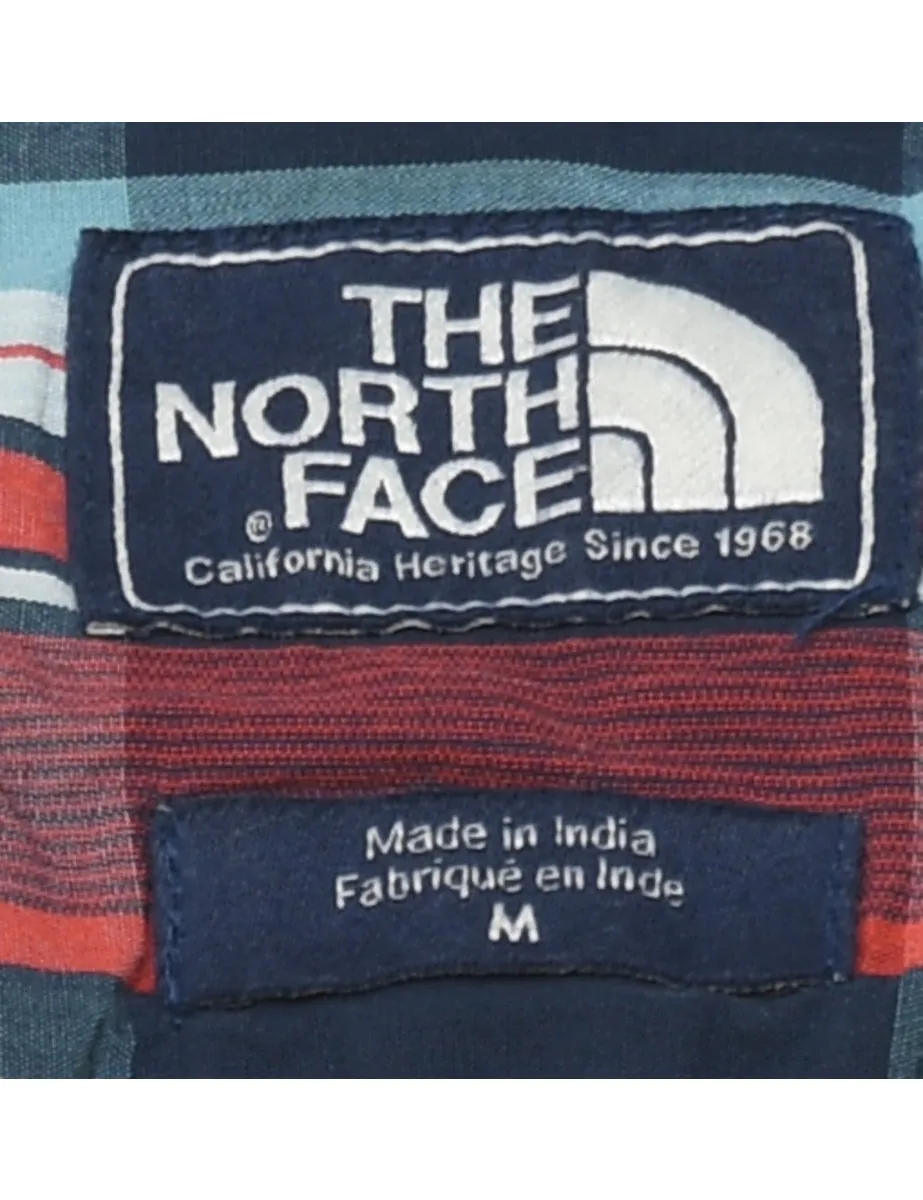 THE
NORTH
FACE
®
California Heritage Since 1968
Made in India
Fabriqué en Inde
M